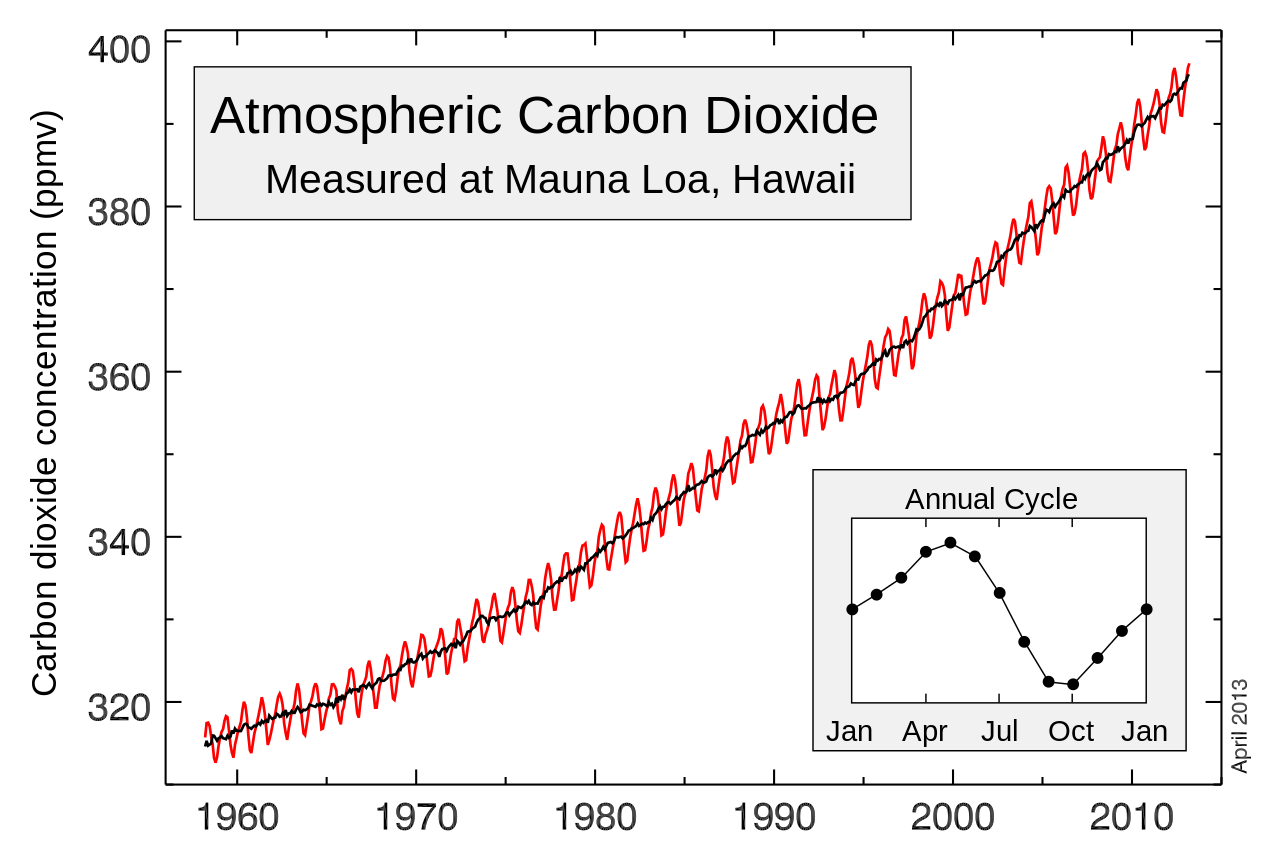 Atmospheric Carbon Dioxide
Measured at Mauna Loa, Hawaii
Carbon dioxide concentration (ppmv)
400
380
360
340
320
1960 1970 1980 1990 2000 2010
Annual Cycle
Jan Apr Jul Oct Jan
April 2013